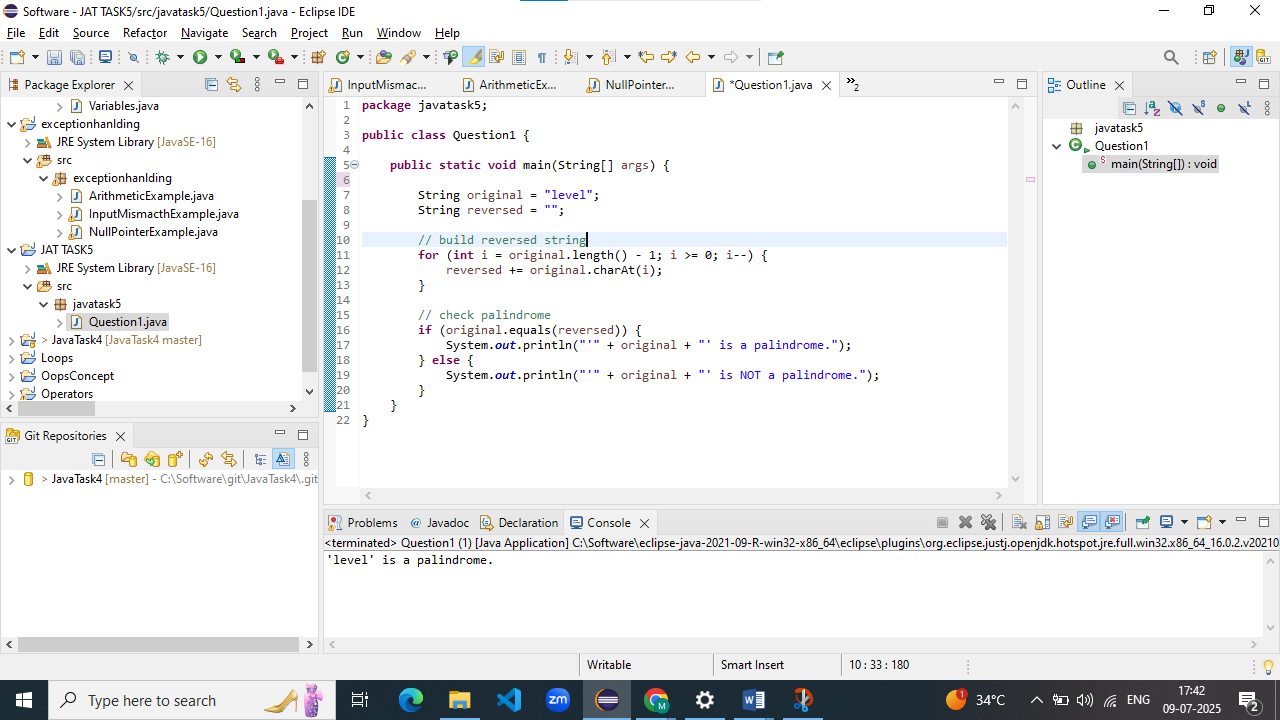 Software - JAT TASK5/src/javatask5/Question1.java - Eclipse IDE
File Edit Source Refactor Navigate Search Project Run Window Help
Package Explorer
Variables.java
exceptionhanlding
JRE System Library [JavaSE-16]
src
exceptionhanlding
ArithmeticExample.java
InputMismacthExample.java
NullPointerExample.java
JAT TASK5
JRE System Library [JavaSE-16]
src
javatask5
Question1.java
> JavaTask4 [JavaTask4 master]
Loops
OopsConcept
Operators
Git Repositories
> JavaTask4 [master] - C:\Software\git\JavaTask4\.git
InputMismac... ArithmeticEx... NullPointer... *Question1.java »2
1 package javatask5;
2
3 public class Question1 {
4
5 public static void main(String[] args) {
6
7 String original = "level";
8 String reversed = "";
9
10 // build reversed string
11 for (int i = original.length() - 1; i >= 0; i--) {
12 reversed += original.charAt(i);
13 }
14
15 // check palindrome
16 if (original.equals(reversed)) {
17 System.out.println("'" + original + "' is a palindrome.");
18 } else {
19 System.out.println("'" + original + "' is NOT a palindrome.");
20 }
21 }
22 }
Outline
javatask5
Question1
main(String[]) : void
Problems Javadoc Declaration Console
<terminated> Question1 (1) [Java Application] C:\Software\eclipse-java-2021-09-R-win32-x86_64\eclipse\plugins\org.eclipse.justj.openjdk.hotspot.jre.full.win32.x86_64_16.0.2.v20210
'level' is a palindrome.
Writable Smart Insert 10 : 33 : 180
Type here to search
zm
M
1
34°C
ENG
17:42
09-07-2025
2